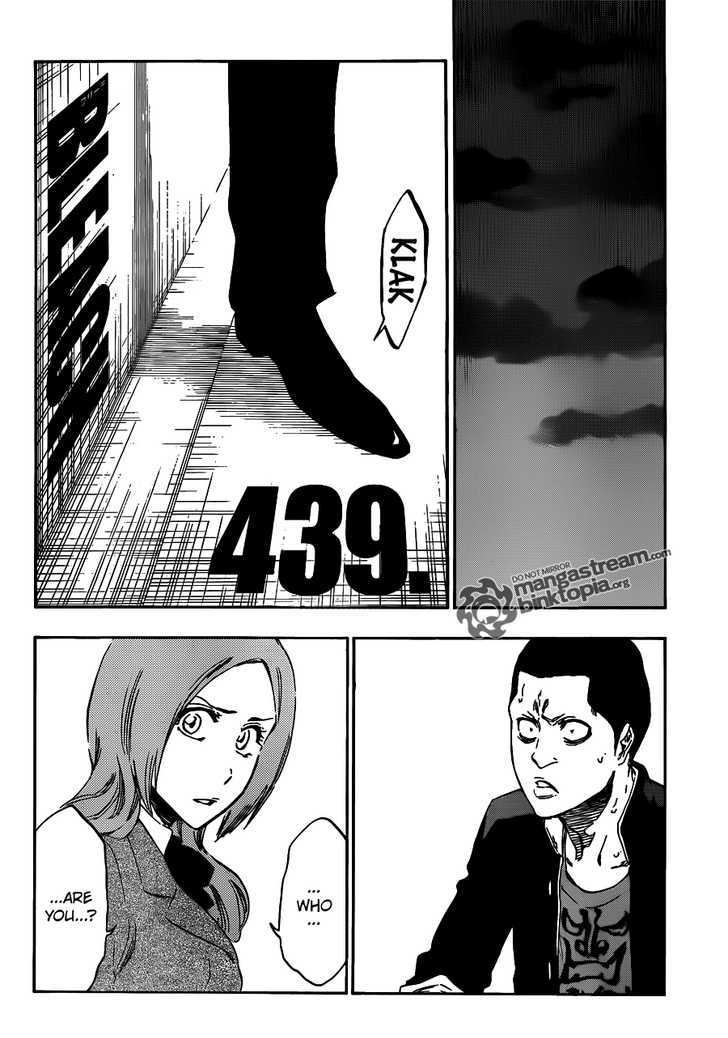 BLEACH
KLAK
439.
DO NOT MIRROR
mangastream.com
binktopia.org
...
WHO
...
...ARE
YOU...?